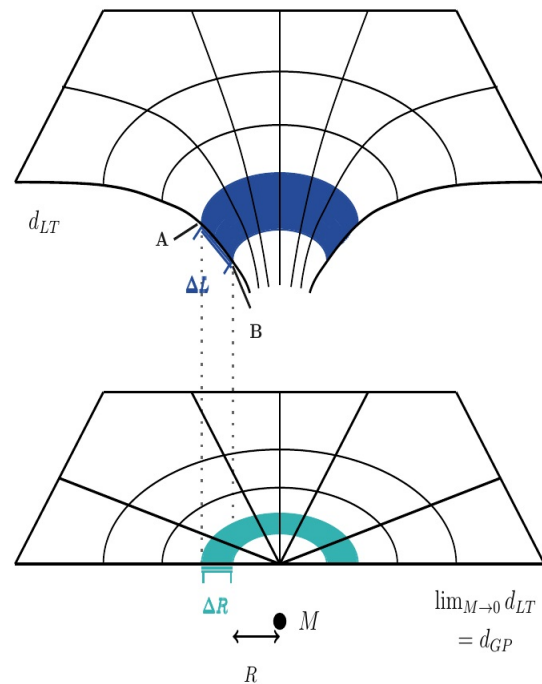 d_{LT}
A
ΔL
B
ΔR
lim_{M→0} d_{LT}
= d_{GP}
M
R